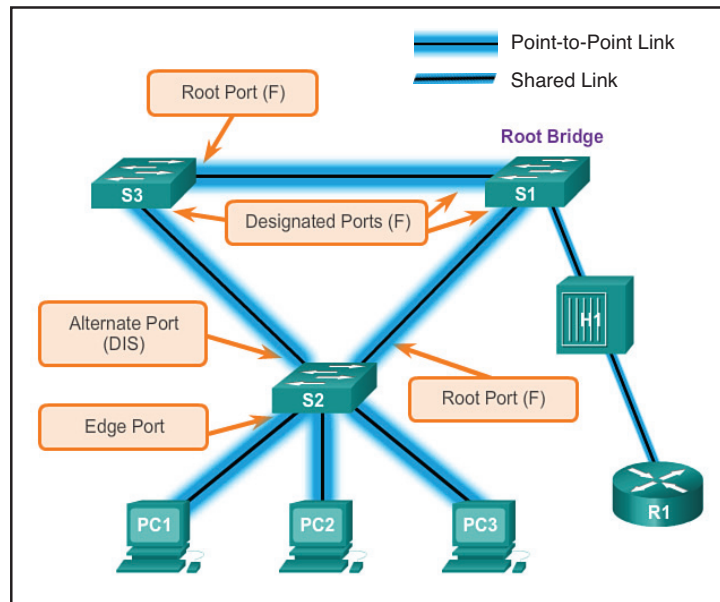 Point-to-Point Link
Shared Link
Root Port (F)
Root Bridge
S3
S1
Designated Ports (F)
H1
Alternate Port
(DIS)
S2
Root Port (F)
Edge Port
PC1
PC2
PC3
R1